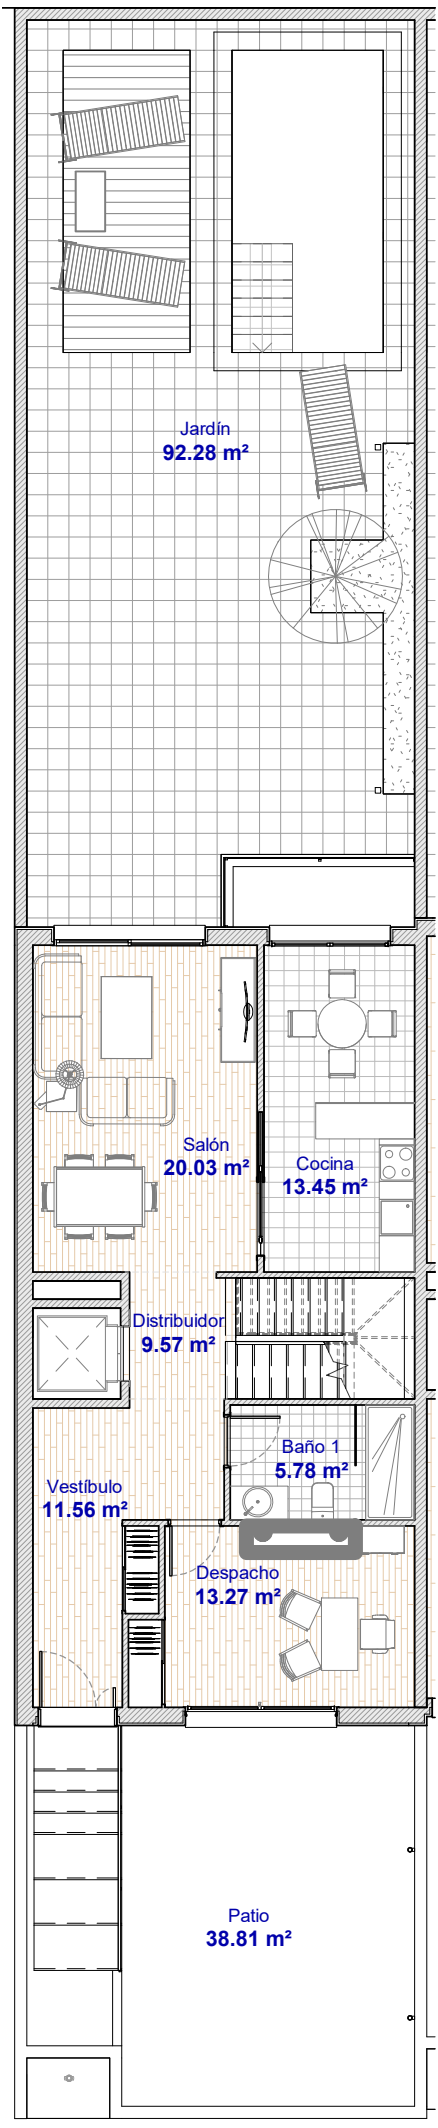 Jardín
92.28 m²
Salón
20.03 m²
Cocina
13.45 m²
Distribuidor
9.57 m²
Baño 1
5.78 m²
Vestíbulo
11.56 m²
Despacho
13.27 m²
Patio
38.81 m²